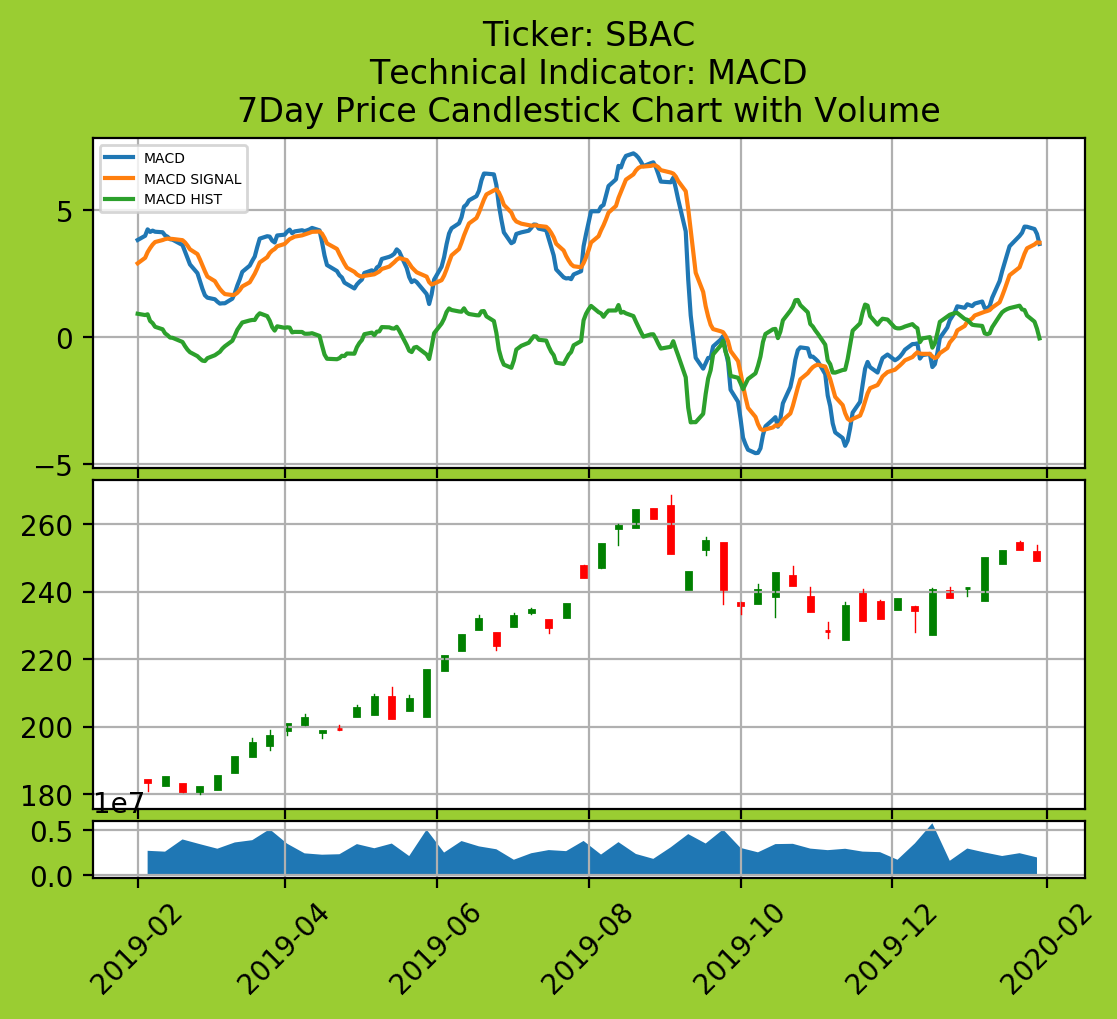 Ticker: SBAC
Technical Indicator: MACD
7Day Price Candlestick Chart with Volume
MACD
MACD SIGNAL
MACD HIST
5
0
−5
260
240
220
200
180
1e7
0.5
0.0
2019-02
2019-04
2019-06
2019-08
2019-10
2019-12
2020-02